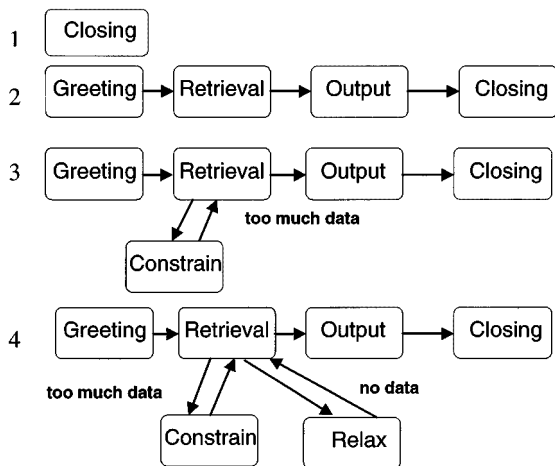 1 Closing
2 Greeting Retrieval Output Closing
3 Greeting Retrieval Output Closing
too much data
Constrain
4 Greeting Retrieval Output Closing
too much data no data
Constrain Relax